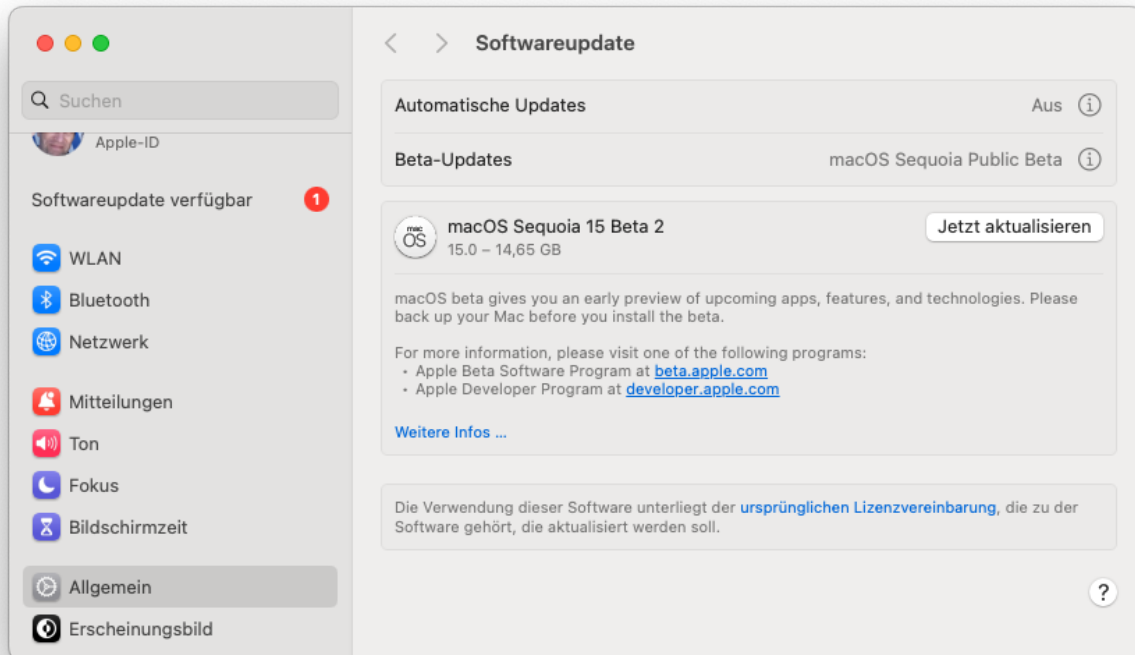 Softwareupdate
Suchen
Apple-ID
Softwareupdate verfügbar
1
WLAN
Bluetooth
Netzwerk
Mitteilungen
Ton
Fokus
Bildschirmzeit
Allgemein
Erscheinungsbild
Automatische Updates
Aus
Beta-Updates
macOS Sequoia Public Beta
mac
OS
macOS Sequoia 15 Beta 2
15.0 – 14,65 GB
Jetzt aktualisieren
macOS beta gives you an early preview of upcoming apps, features, and technologies. Please
back up your Mac before you install the beta.
For more information, please visit one of the following programs:
• Apple Beta Software Program at beta.apple.com
• Apple Developer Program at developer.apple.com
Weitere Infos ...
Die Verwendung dieser Software unterliegt der ursprünglichen Lizenzvereinbarung, die zu der
Software gehört, die aktualisiert werden soll.
?